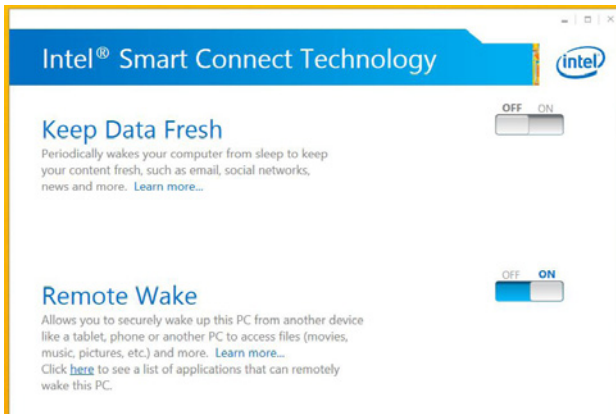 Intel® Smart Connect Technology
intel
OFF ON
Keep Data Fresh
Periodically wakes your computer from sleep to keep
your content fresh, such as email, social networks,
news and more. Learn more...
OFF ON
Remote Wake
Allows you to securely wake up this PC from another device
like a tablet, phone or another PC to access files (movies,
music, pictures, etc.) and more. Learn more...
Click here to see a list of applications that can remotely
wake this PC.